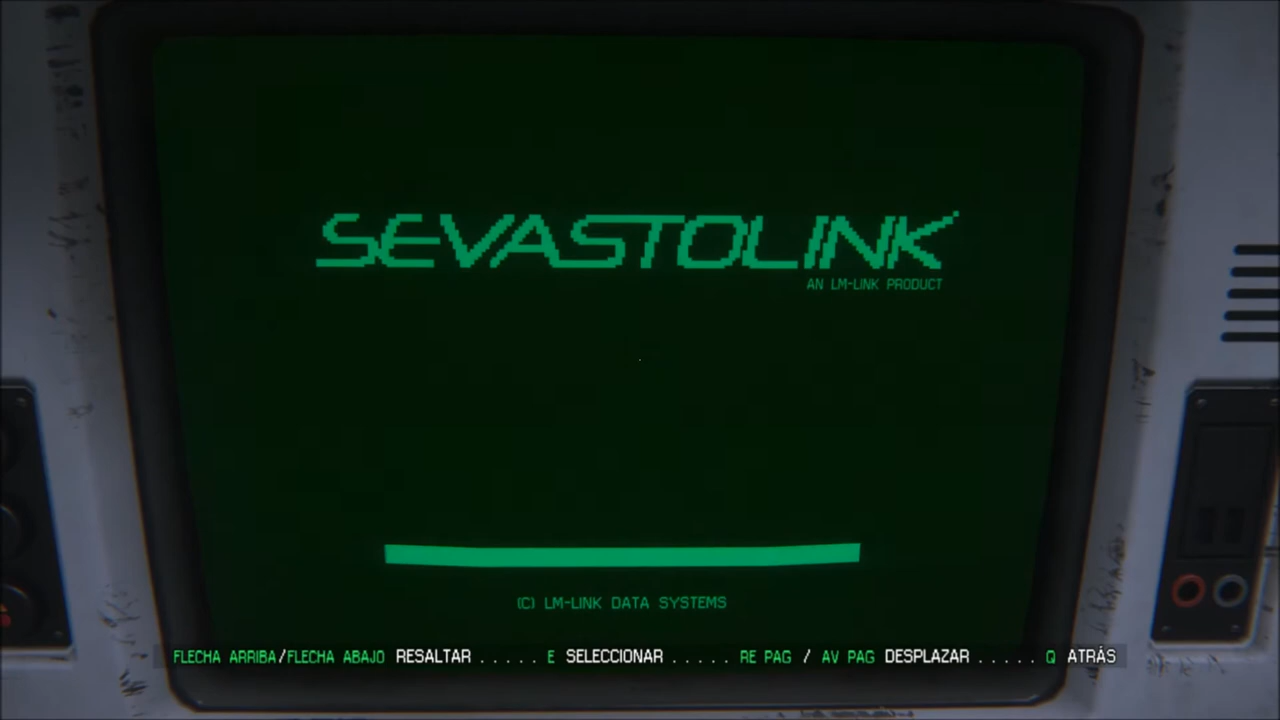 SEVASTOLINK
AN LM-LINK PRODUCT
(C) LM-LINK DATA SYSTEMS
FLECHA ARRIBA/FLECHA ABAJO RESALTAR ..... E SELECCIONAR ..... RE PAG / AV PAG DESPLAZAR ..... Q ATRÁS